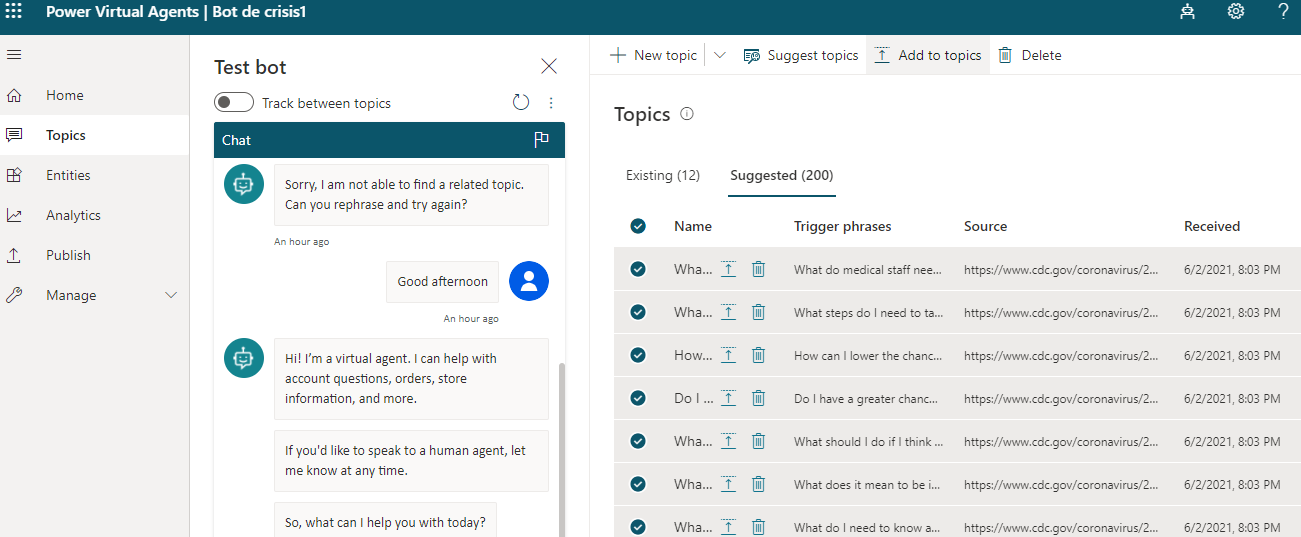 Power Virtual Agents | Bot de crisis1
?
Home
Topics
Entities
Analytics
Publish
Manage
Test bot
Track between topics
Chat
Sorry, I am not able to find a related topic.
Can you rephrase and try again?
An hour ago
Good afternoon
An hour ago
Hi! I'm a virtual agent. I can help with
account questions, orders, store
information, and more.
If you'd like to speak to a human agent, let
me know at any time.
So, what can I help you with today?
New topic Suggest topics Add to topics Delete
Topics
Existing (12) Suggested (200)
Name Trigger phrases Source Received
Wha... What do medical staff nee... https://www.cdc.gov/coronavirus/2... 6/2/2021, 8:03 PM
Wha... What steps do I need to ta... https://www.cdc.gov/coronavirus/2... 6/2/2021, 8:03 PM
How... How can I lower the chanc... https://www.cdc.gov/coronavirus/2... 6/2/2021, 8:03 PM
Do I ... Do I have a greater chanc... https://www.cdc.gov/coronavirus/2... 6/2/2021, 8:03 PM
Wha... What should I do if I think ... https://www.cdc.gov/coronavirus/2... 6/2/2021, 8:03 PM
Wha... What does it mean to be i... https://www.cdc.gov/coronavirus/2... 6/2/2021, 8:03 PM
Wha... What do I need to know a... https://www.cdc.gov/coronavirus/2... 6/2/2021, 8:03 PM